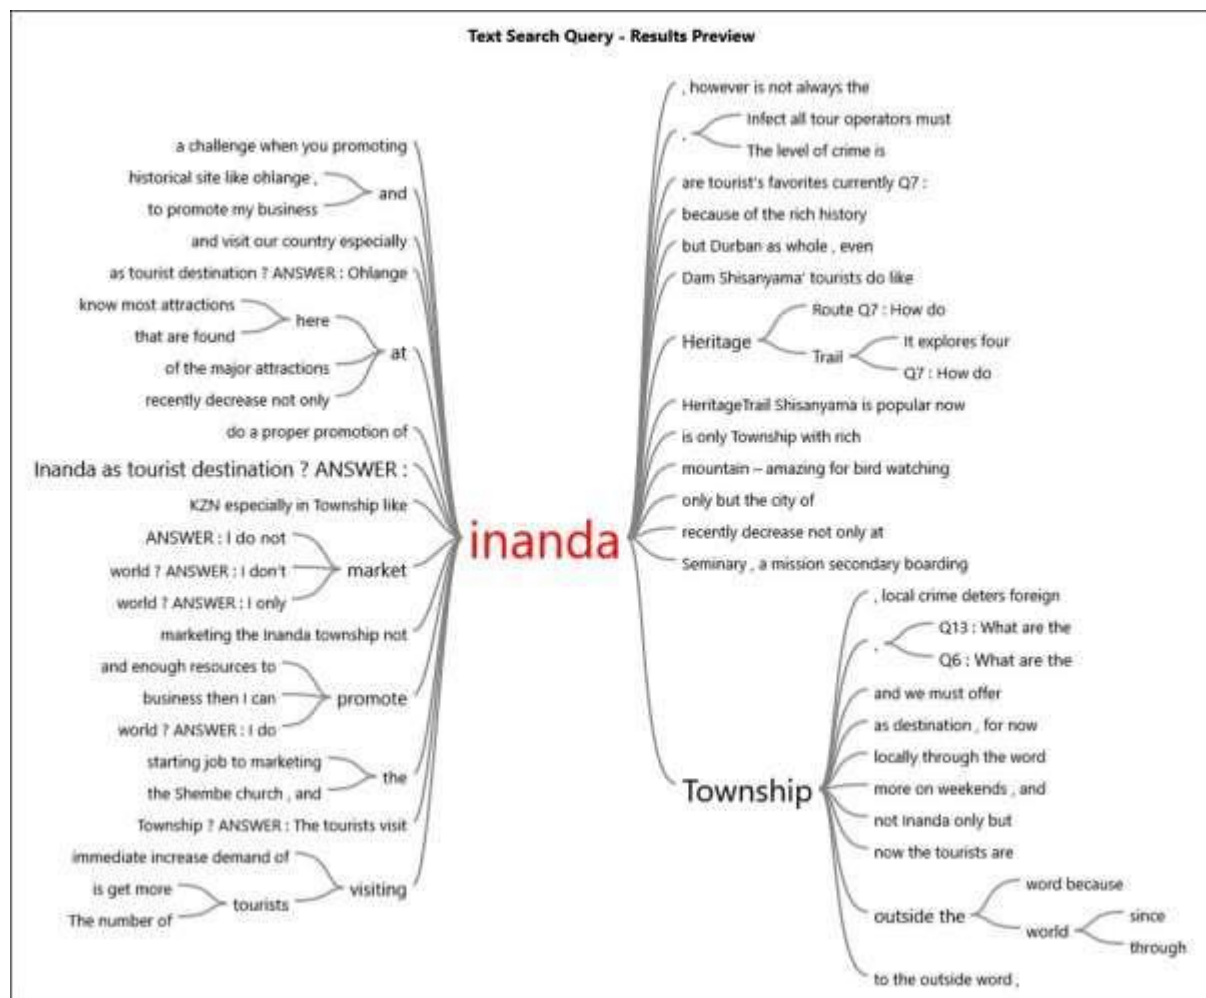 Text Search Query - Results Preview
a challenge when you promoting
historical site like ohlange ,
to promote my business
and
and visit our country especially
as tourist destination ? ANSWER : Ohlange
know most attractions
that are found
here
of the major attractions
recently decrease not only
at
do a proper promotion of
Inanda as tourist destination ? ANSWER :
KZN especially in Township like
ANSWER : I do not
world ? ANSWER : I don't
world ? ANSWER : I only
market
marketing the Inanda township not
and enough resources to
business then I can
world ? ANSWER : I do
promote
starting job to marketing
the Shembe church , and
the
Township ? ANSWER : The tourists visit
immediate increase demand of
is get more
The number of
tourists
visiting
inanda
, however is not always the
,
Infect all tour operators must
The level of crime is
are tourist's favorites currently Q7 :
because of the rich history
but Durban as whole , even
Dam Shisanyama' tourists do like
Heritage
Route Q7 : How do
Trail
It explores four
Q7 : How do
HeritageTrail Shisanyama is popular now
is only Township with rich
mountain – amazing for bird watching
only but the city of
recently decrease not only at
Seminary , a mission secondary boarding
Township
, local crime deters foreign
.
Q13 : What are the
Q6 : What are the
and we must offer
as destination , for now
locally through the word
more on weekends , and
not Inanda only but
now the tourists are
outside the
word because
world
since
through
to the outside word ,